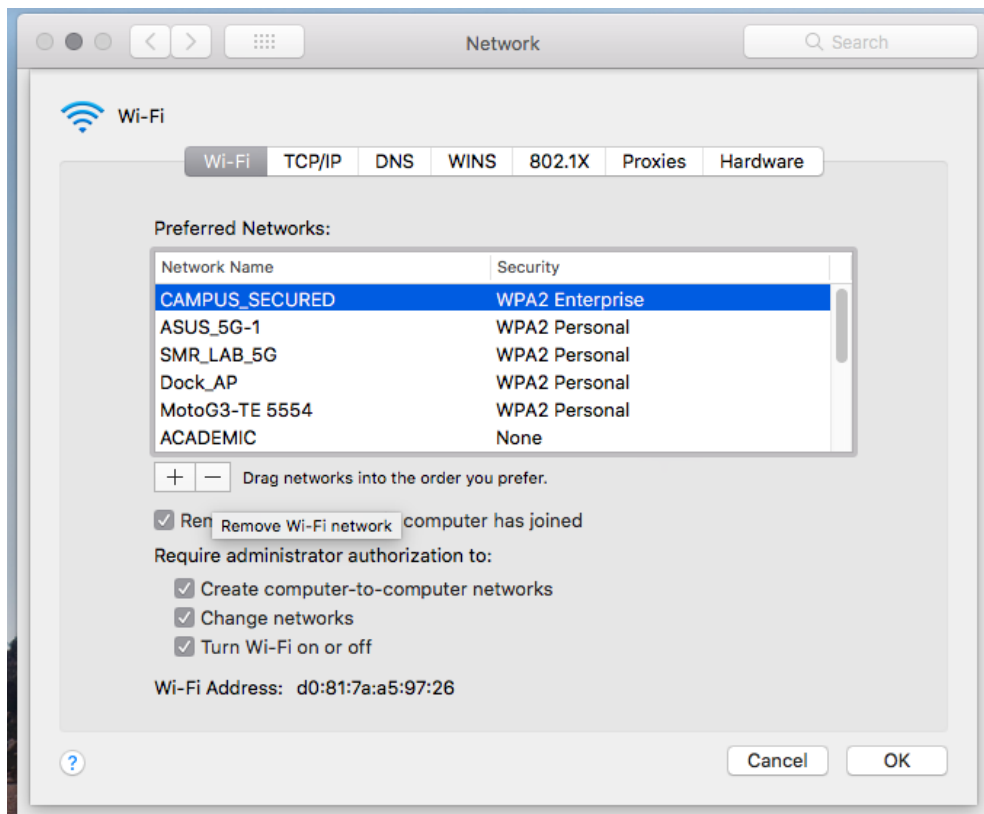 Network
Search
Wi-Fi
Wi-Fi TCP/IP DNS WINS 802.1X Proxies Hardware
Preferred Networks:
Network Name Security
CAMPUS_SECURED WPA2 Enterprise
ASUS_5G-1 WPA2 Personal
SMR_LAB_5G WPA2 Personal
Dock_AP WPA2 Personal
MotoG3-TE 5554 WPA2 Personal
ACADEMIC None
+ − Drag networks into the order you prefer.
computer has joined
Remove Wi-Fi network
Require administrator authorization to:
Create computer-to-computer networks
Change networks
Turn Wi-Fi on or off
Wi-Fi Address: d0:81:7a:a5:97:26
? Cancel OK